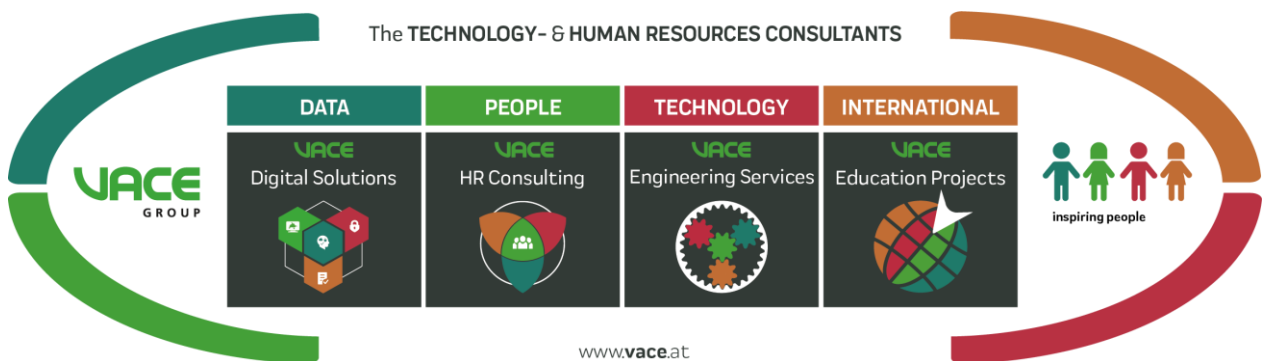 The TECHNOLOGY- & HUMAN RESOURCES CONSULTANTS
DATA
PEOPLE
TECHNOLOGY
INTERNATIONAL
VACE
GROUP
VACE
Digital Solutions
VACE
HR Consulting
VACE
Engineering Services
VACE
Education Projects
inspiring people
www.vace.at